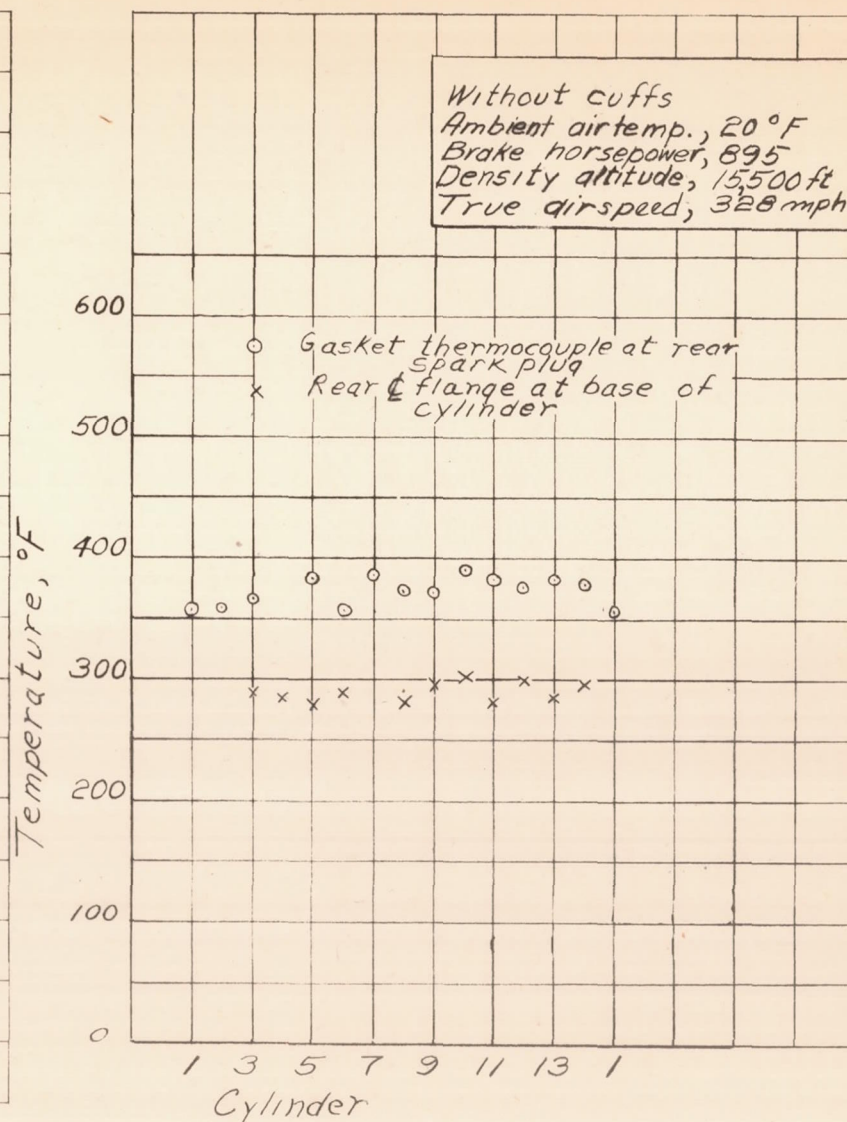 Without cuffs
Ambient air temp., 20°F
Brake horsepower, 895
Density altitude, 15,500 ft
True airspeed, 328 mph
600
Gasket thermocouple at rear
spark plug
Rear ℄ flange at base of
cylinder
500
400
300
200
100
0
Temperature, °F
1 3 5 7 9 11 13 1
Cylinder